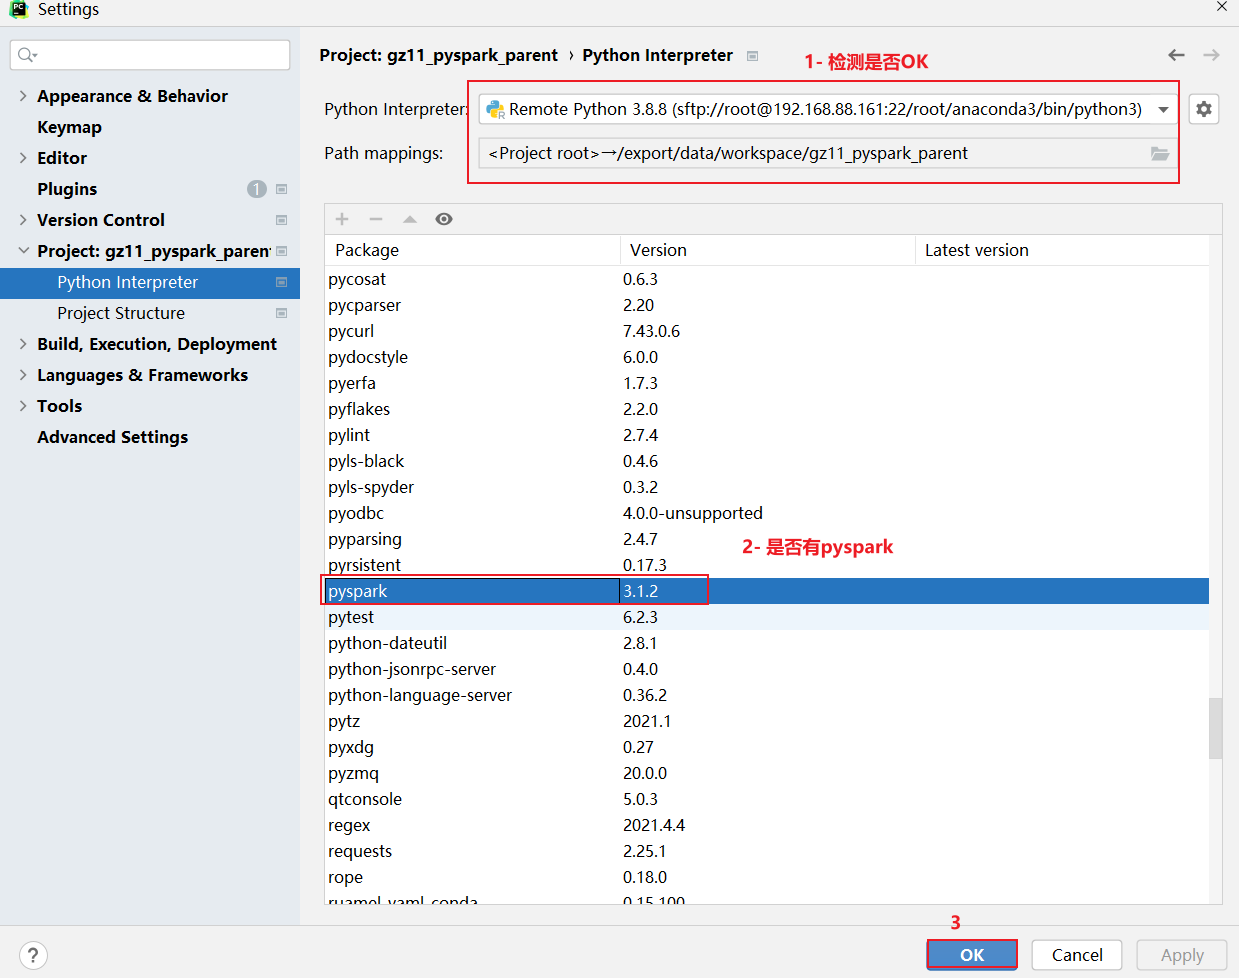 Settings
Project: gz11_pyspark_parent › Python Interpreter
1- 检测是否OK
Python Interpreter: Remote Python 3.8.8 (sftp://root@192.168.88.161:22/root/anaconda3/bin/python3)
Path mappings: <Project root>→/export/data/workspace/gz11_pyspark_parent
Appearance & Behavior
Keymap
Editor
Plugins 1
Version Control
Project: gz11_pyspark_paren
Python Interpreter
Project Structure
Build, Execution, Deployment
Languages & Frameworks
Tools
Advanced Settings
Package Version Latest version
pycosat 0.6.3
pycparser 2.20
pycurl 7.43.0.6
pydocstyle 6.0.0
pyerfa 1.7.3
pyflakes 2.2.0
pylint 2.7.4
pyls-black 0.4.6
pyls-spyder 0.3.2
pyodbc 4.0.0-unsupported
pyparsing 2.4.7
2- 是否有pyspark
pyrsistent 0.17.3
pyspark 3.1.2
pytest 6.2.3
python-dateutil 2.8.1
python-jsonrpc-server 0.4.0
python-language-server 0.36.2
pytz 2021.1
pyxdg 0.27
pyzmq 20.0.0
qtconsole 5.0.3
regex 2021.4.4
requests 2.25.1
rope 0.18.0
ruamel-yaml-conda 0.15.100
3
? OK Cancel Apply